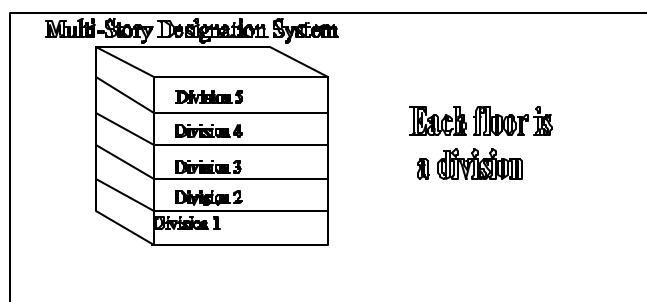 Multi-Story Designation System
Division 5
Division 4
Division 3
Division 2
Division 1
Each floor is
a division